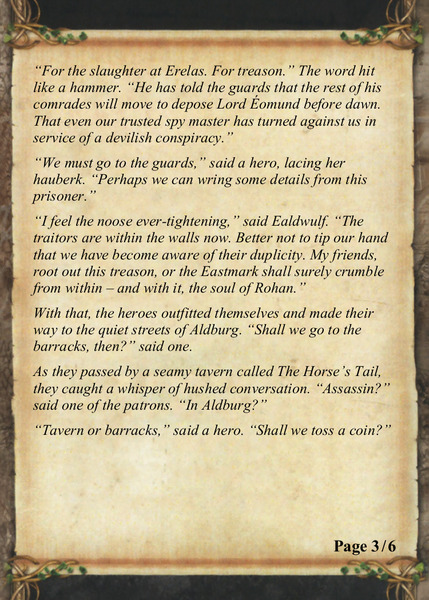 “For the slaughter at Erelas. For treason.” The word hit
like a hammer. “He has told the guards that the rest of his
comrades will move to depose Lord Éomund before dawn.
That even our trusted spy master has turned against us in
service of a devilish conspiracy.”
“We must go to the guards,” said a hero, lacing her
hauberk. “Perhaps we can wring some details from this
prisoner.”
“I feel the noose ever-tightening,” said Ealdwulf. “The
traitors are within the walls now. Better not to tip our hand
that we have become aware of their duplicity. My friends,
root out this treason, or the Eastmark shall surely crumble
from within – and with it, the soul of Rohan.”
With that, the heroes outfitted themselves and made their
way to the quiet streets of Aldburg. “Shall we go to the
barracks, then?” said one.
As they passed by a seamy tavern called The Horse’s Tail,
they caught a whisper of hushed conversation. “Assassin?”
said one of the patrons. “In Aldburg?”
“Tavern or barracks,” said a hero. “Shall we toss a coin?”
Page 3/6